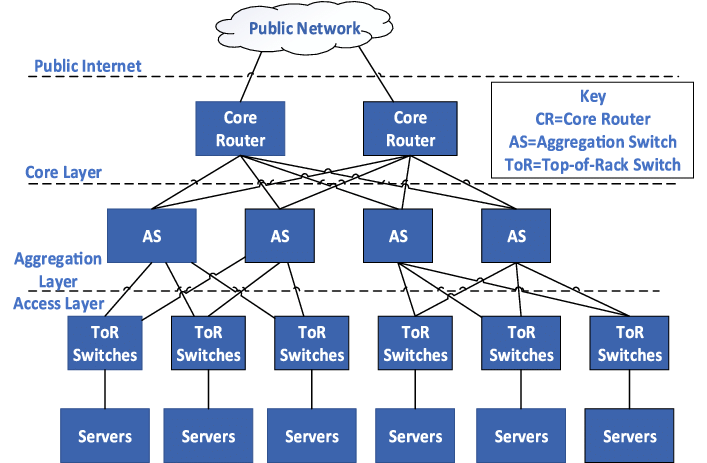 Public Network
Public Internet
Key
CR=Core Router
AS=Aggregation Switch
ToR=Top-of-Rack Switch
Core
Router
Core
Router
Core Layer
AS
AS
AS
AS
Aggregation
Layer
Access Layer
ToR
Switches
ToR
Switches
ToR
Switches
ToR
Switches
ToR
Switches
ToR
Switches
Servers
Servers
Servers
Servers
Servers
Servers